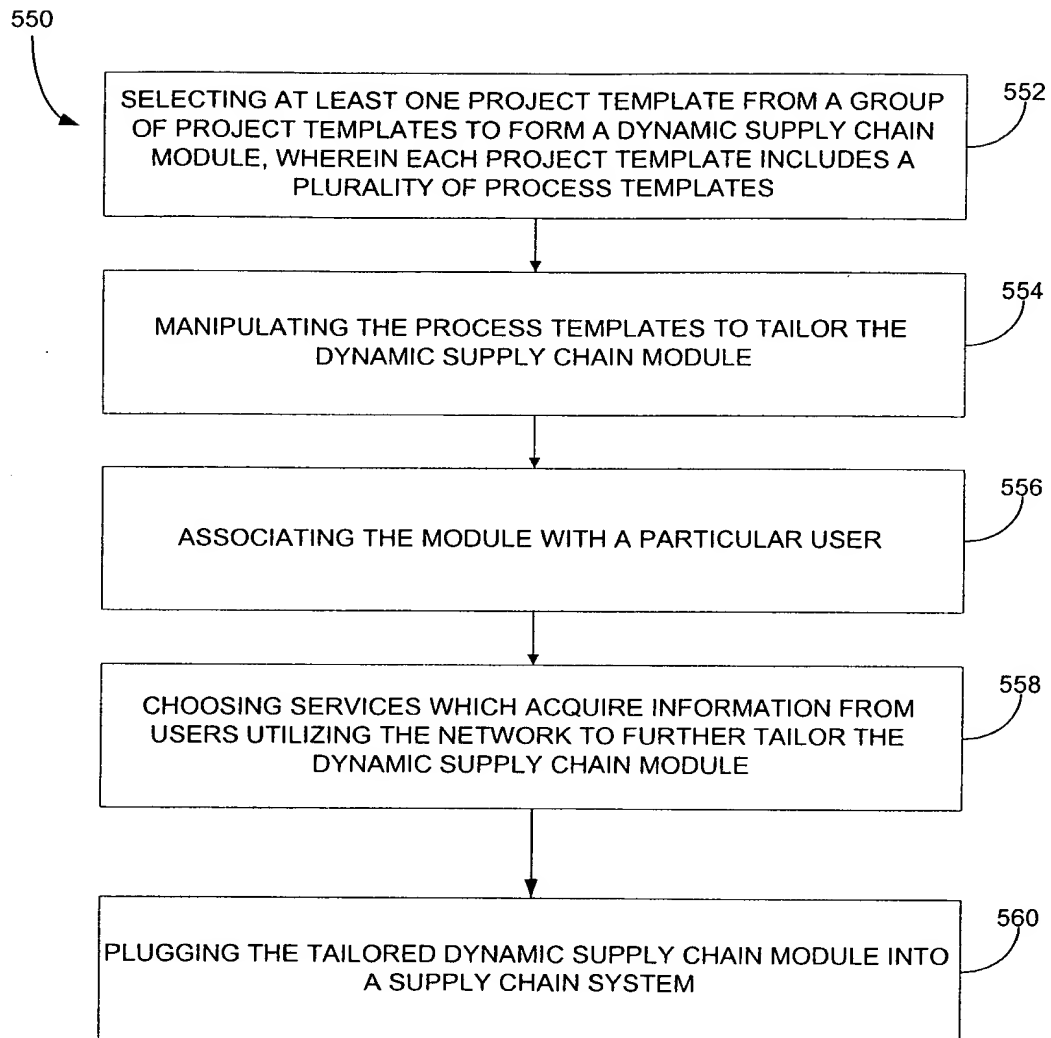 550
SELECTING AT LEAST ONE PROJECT TEMPLATE FROM A GROUP
OF PROJECT TEMPLATES TO FORM A DYNAMIC SUPPLY CHAIN
MODULE, WHEREIN EACH PROJECT TEMPLATE INCLUDES A
PLURALITY OF PROCESS TEMPLATES
552
MANIPULATING THE PROCESS TEMPLATES TO TAILOR THE
DYNAMIC SUPPLY CHAIN MODULE
554
ASSOCIATING THE MODULE WITH A PARTICULAR USER
556
CHOOSING SERVICES WHICH ACQUIRE INFORMATION FROM
USERS UTILIZING THE NETWORK TO FURTHER TAILOR THE
DYNAMIC SUPPLY CHAIN MODULE
558
PLUGGING THE TAILORED DYNAMIC SUPPLY CHAIN MODULE INTO
A SUPPLY CHAIN SYSTEM
560